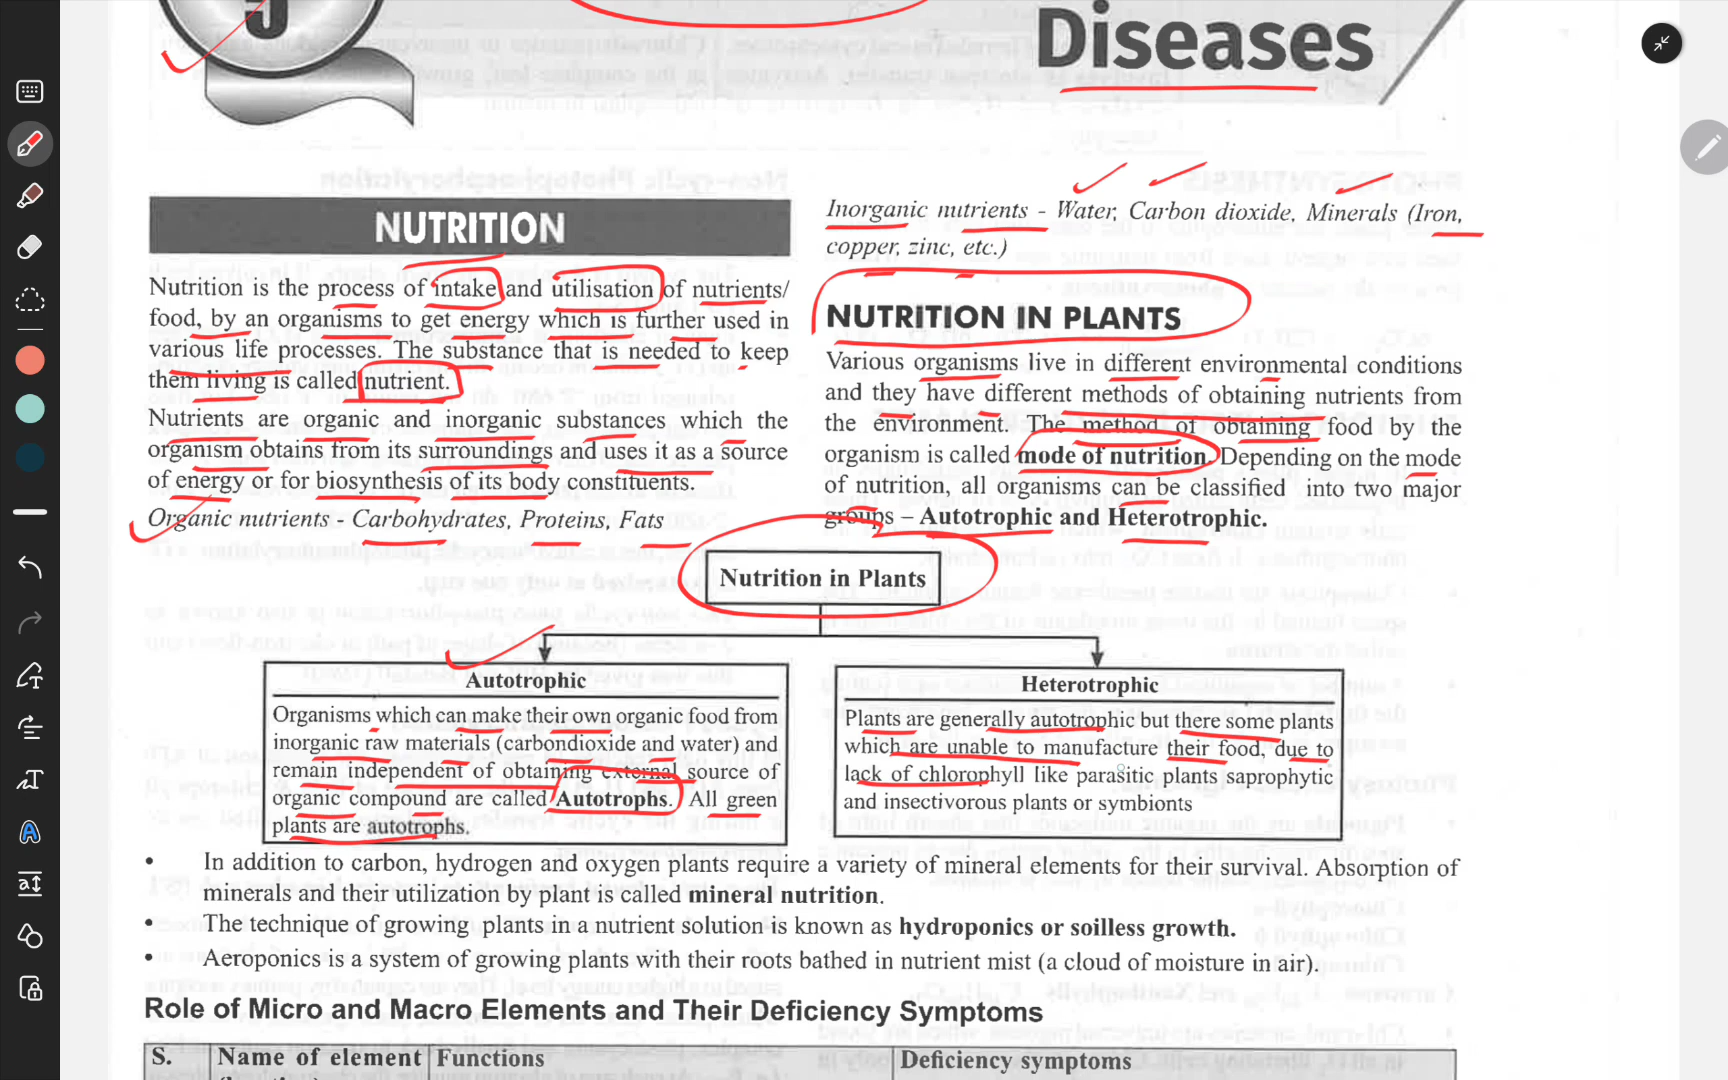 Diseases
NUTRITION
Nutrition is the process of intake and utilisation of nutrients/
food, by an organisms to get energy which is further used in
various life processes. The substance that is needed to keep
them living is called nutrient.
Nutrients are organic and inorganic substances which the
organism obtains from its surroundings and uses it as a source
of energy or for biosynthesis of its body constituents.
Organic nutrients - Carbohydrates, Proteins, Fats
Inorganic nutrients - Water, Carbon dioxide, Minerals (Iron,
copper, zinc, etc.)
NUTRITION IN PLANTS
Various organisms live in different environmental conditions
and they have different methods of obtaining nutrients from
the environment. The method of obtaining food by the
organism is called mode of nutrition. Depending on the mode
of nutrition, all organisms can be classified into two major
groups – Autotrophic and Heterotrophic.
Nutrition in Plants
Autotrophic
Organisms which can make their own organic food from
inorganic raw materials (carbondioxide and water) and
remain independent of obtaining external source of
organic compound are called Autotrophs. All green
plants are autotrophs.
Heterotrophic
Plants are generally autotrophic but there some plants
which are unable to manufacture their food, due to
lack of chlorophyll like parasitic plants saprophytic
and insectivorous plants or symbionts
• In addition to carbon, hydrogen and oxygen plants require a variety of mineral elements for their survival. Absorption of
minerals and their utilization by plant is called mineral nutrition.
• The technique of growing plants in a nutrient solution is known as hydroponics or soilless growth.
• Aeroponics is a system of growing plants with their roots bathed in nutrient mist (a cloud of moisture in air).
Role of Micro and Macro Elements and Their Deficiency Symptoms
S. Name of element Functions Deficiency symptoms